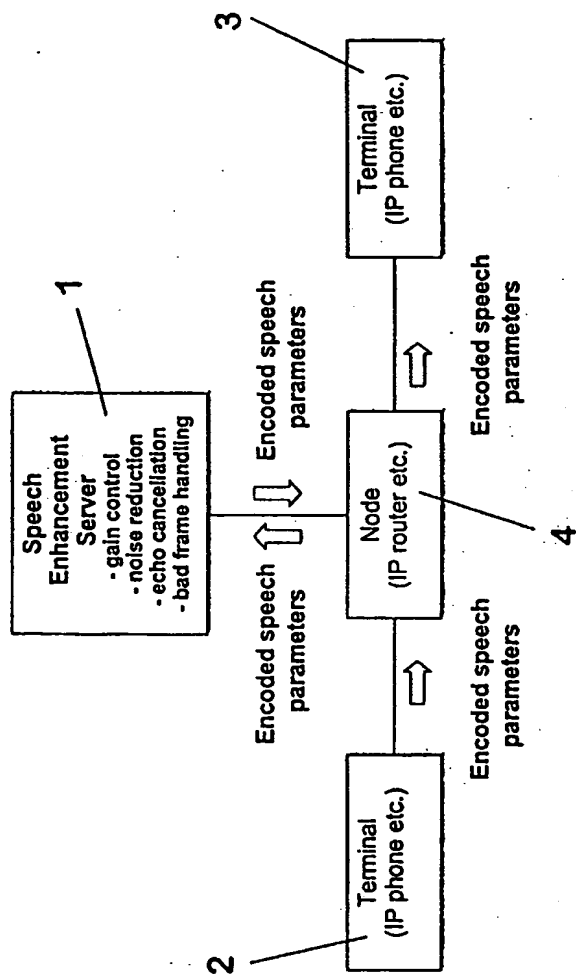 1
Speech
Enhancement
Server
- gain control
- noise reduction
- echo cancellation
- bad frame handling
Encoded speech
parameters
Encoded speech
parameters
2
Terminal
(IP phone etc.)
Encoded speech
parameters
Node
(IP router etc.)
4
Encoded speech
parameters
Terminal
(IP phone etc.)
3